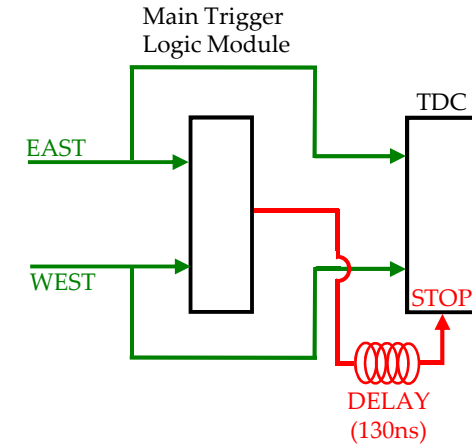 Main Trigger
Logic Module
TDC
EAST
WEST
STOP
DELAY
(130ns)